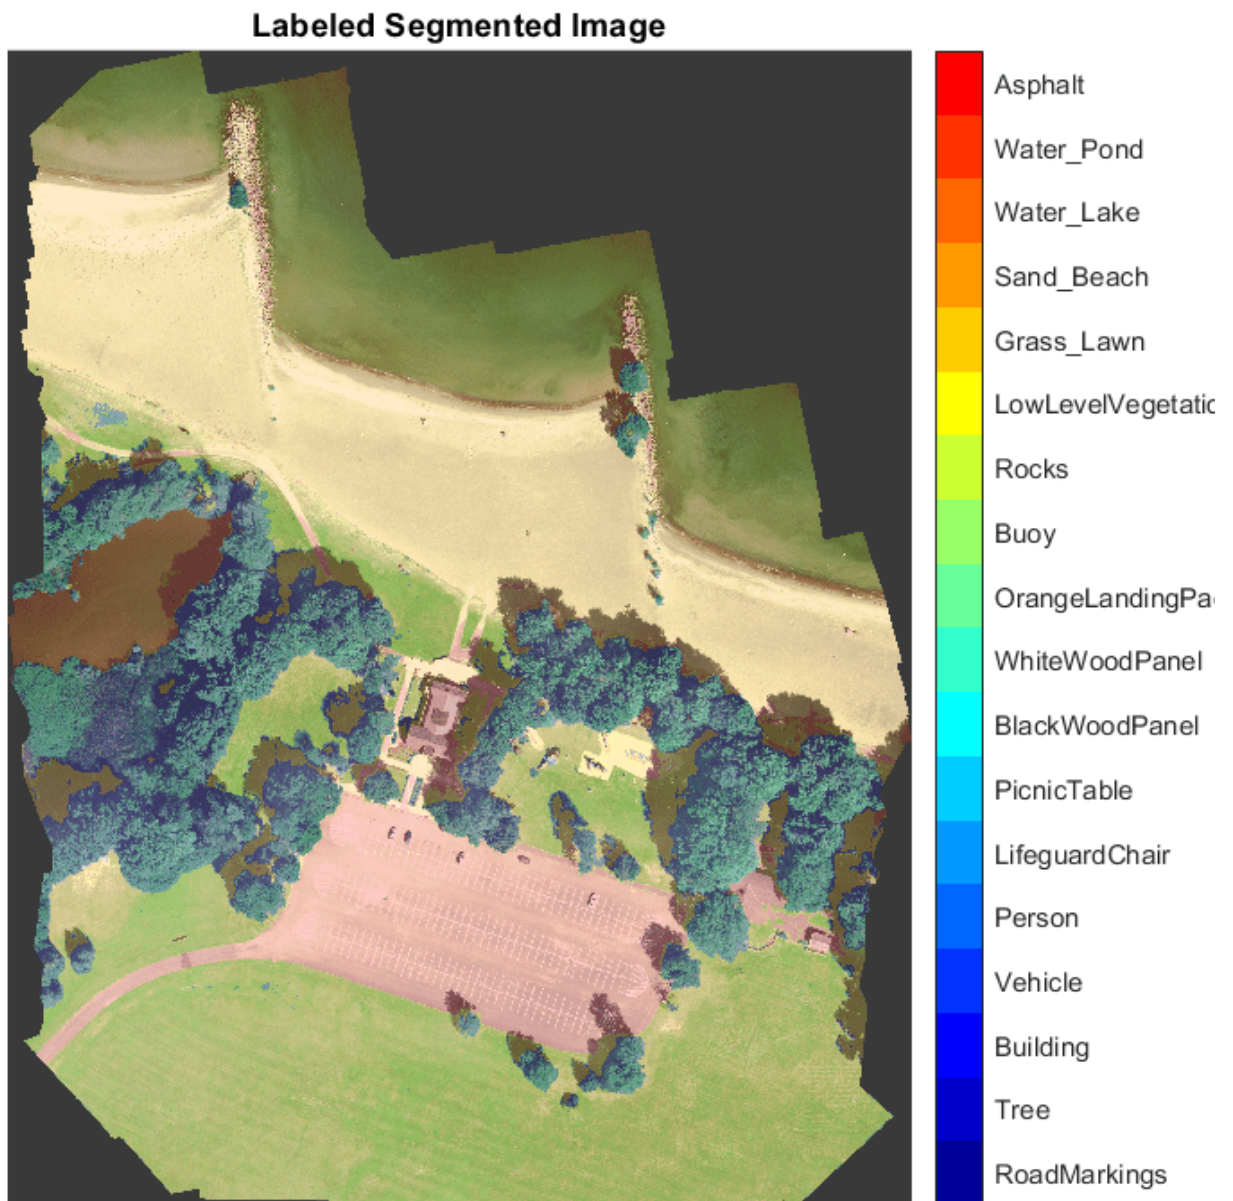 Labeled Segmented Image
Asphalt
Water_Pond
Water_Lake
Sand_Beach
Grass_Lawn
LowLevelVegetatic
Rocks
Buoy
OrangeLandingPa
WhiteWoodPanel
BlackWoodPanel
PicnicTable
LifeguardChair
Person
Vehicle
Building
Tree
RoadMarkings